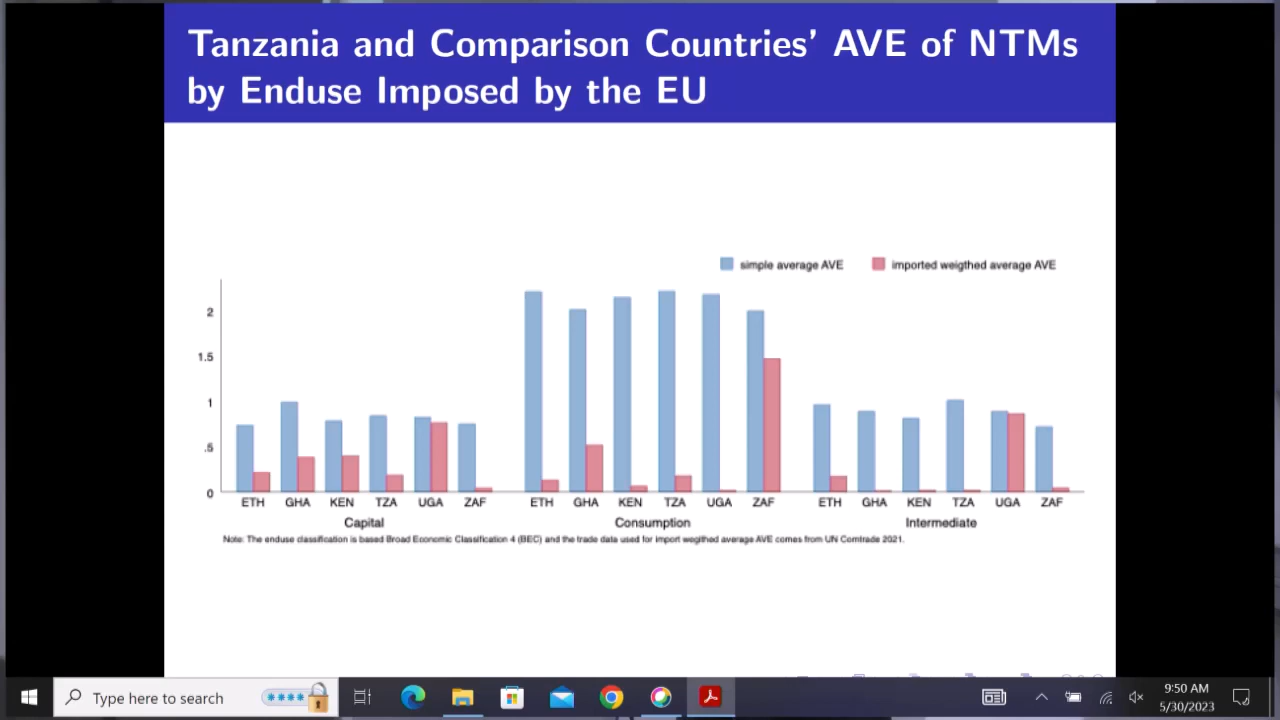 Tanzania and Comparison Countries' AVE of NTMs
by Enduse Imposed by the EU
simple average AVE
imported weigthed average AVE
2
1.5
1
.5
0
ETH GHA KEN TZA UGA ZAF ETH GHA KEN TZA UGA ZAF ETH GHA KEN TZA UGA ZAF
Capital Consumption Intermediate
Note: The enduse classification is based Broad Economic Classification 4 (BEC) and the trade data used for import wegithed average AVE comes from UN Comtrade 2021.
Type here to search
9:50 AM
5/30/2023